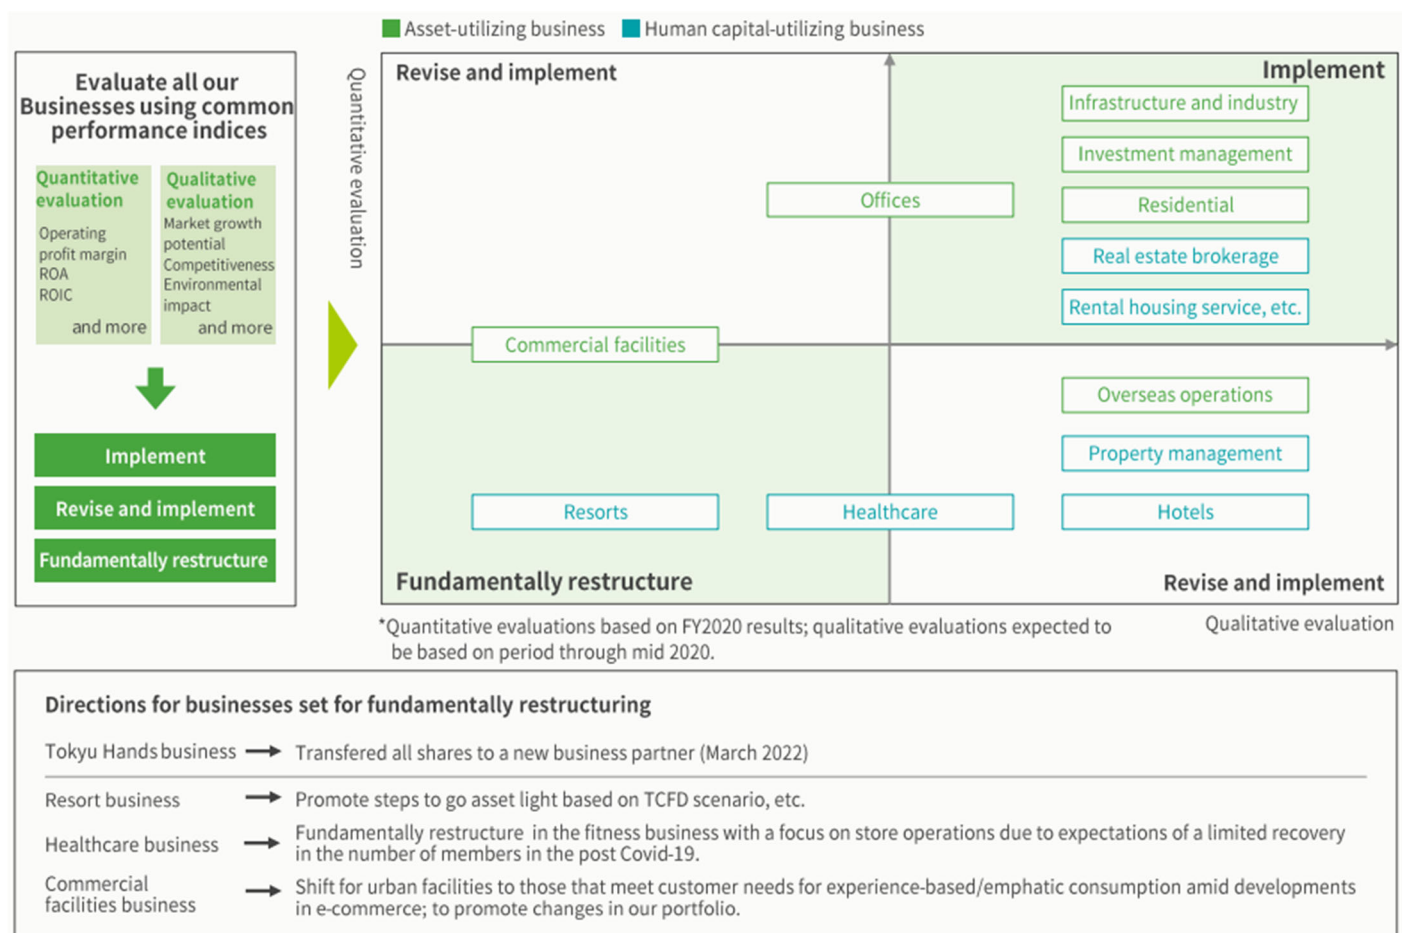 Asset-utilizing business
Human capital-utilizing business
Evaluate all our
Businesses using common
performance indices
Quantitative
evaluation
Operating
profit margin
ROA
ROIC
and more
Qualitative
evaluation
Market growth
potential
Competitiveness
Environmental
impact
and more
Implement
Revise and implement
Fundamentally restructure
Quantitative evaluation
Revise and implement
Implement
Infrastructure and industry
Investment management
Offices
Residential
Real estate brokerage
Rental housing service, etc.
Commercial facilities
Overseas operations
Property management
Resorts
Healthcare
Hotels
Fundamentally restructure
Revise and implement
Qualitative evaluation
*Quantitative evaluations based on FY2020 results; qualitative evaluations expected to
be based on period through mid 2020.
Directions for businesses set for fundamentally restructuring
Tokyu Hands business → Transfered all shares to a new business partner (March 2022)
Resort business → Promote steps to go asset light based on TCFD scenario, etc.
Healthcare business → Fundamentally restructure in the fitness business with a focus on store operations due to expectations of a limited recovery
in the number of members in the post Covid-19.
Commercial
facilities business → Shift for urban facilities to those that meet customer needs for experience-based/emphatic consumption amid developments
in e-commerce; to promote changes in our portfolio.